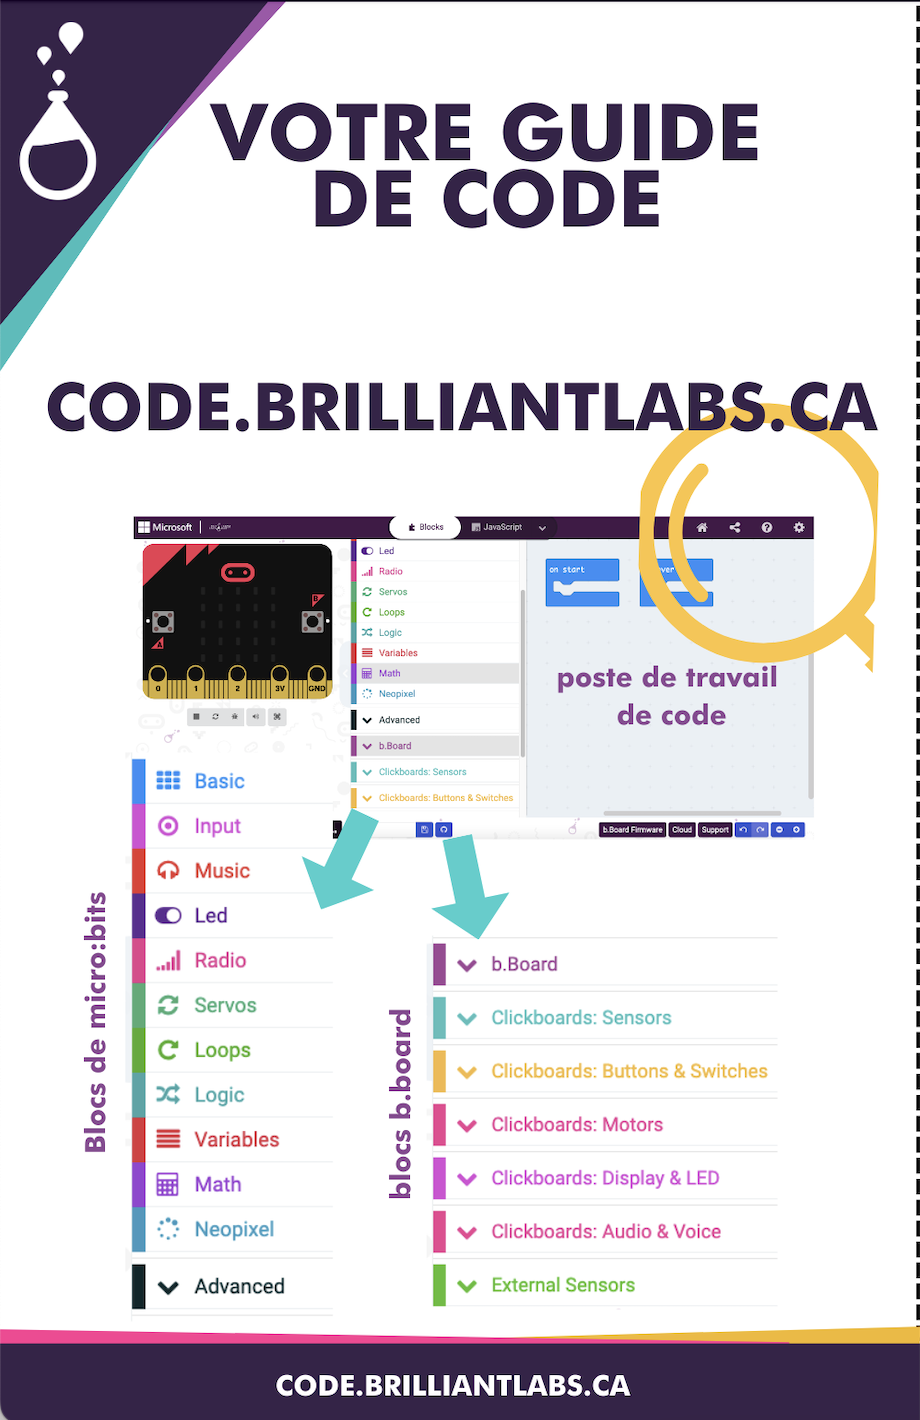 VOTRE GUIDE
DE CODE
CODE.BRILLIANTLABS.CA
Microsoft
Blocks
JavaScript
B
A
0 1 2 3V GND
Led
Radio
Servos
Loops
Logic
Variables
Math
Neopixel
Advanced
b.Board
Clickboards: Sensors
Clickboards: Buttons & Switches
on start
poste de travail
de code
b.Board Firmware
Cloud
Support
Blocs de micro:bits
Basic
Input
Music
Led
Radio
Servos
Loops
Logic
Variables
Math
Neopixel
Advanced
blocs b.board
b.Board
Clickboards: Sensors
Clickboards: Buttons & Switches
Clickboards: Motors
Clickboards: Display & LED
Clickboards: Audio & Voice
External Sensors
CODE.BRILLIANTLABS.CA